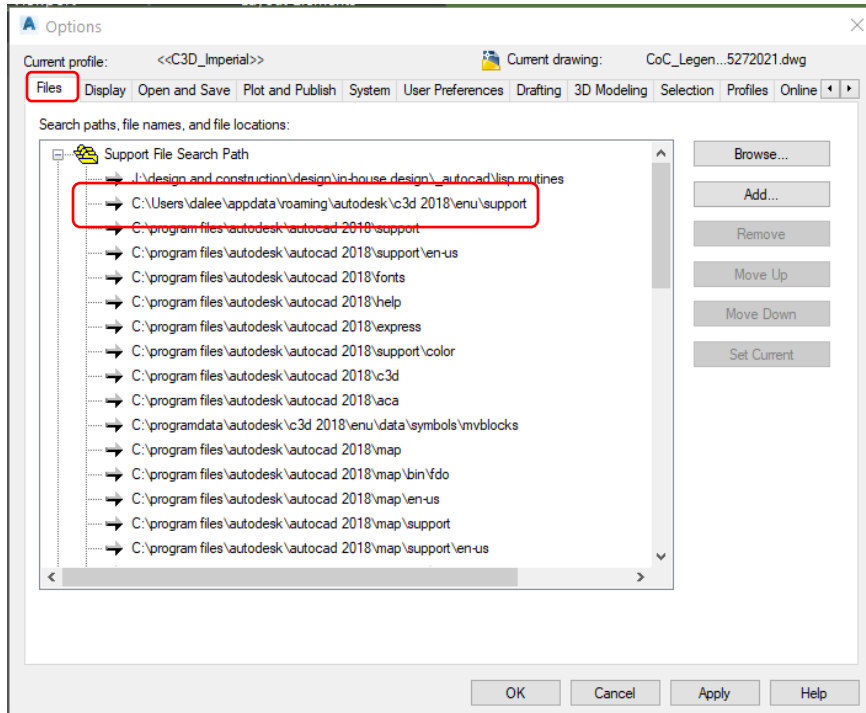 Options
Current profile: <<C3D_Imperial>> Current drawing: CoC_Legen...5272021.dwg
Files Display Open and Save Plot and Publish System User Preferences Drafting 3D Modeling Selection Profiles Online
Search paths, file names, and file locations:
Support File Search Path
J:\design and construction\design\in-house design\_autocad\lisp routines
C:\Users\dalee\appdata\roaming\autodesk\c3d 2018\enu\support
C:\program files\autodesk\autocad 2018\support
C:\program files\autodesk\autocad 2018\support\en-us
C:\program files\autodesk\autocad 2018\fonts
C:\program files\autodesk\autocad 2018\help
C:\program files\autodesk\autocad 2018\express
C:\program files\autodesk\autocad 2018\support\color
C:\program files\autodesk\autocad 2018\c3d
C:\program files\autodesk\autocad 2018\aca
C:\programdata\autodesk\c3d 2018\enu\data\symbols\mvblocks
C:\program files\autodesk\autocad 2018\map
C:\program files\autodesk\autocad 2018\map\bin\fdo
C:\program files\autodesk\autocad 2018\map\en-us
C:\program files\autodesk\autocad 2018\map\support
C:\program files\autodesk\autocad 2018\map\support\en-us
Browse...
Add...
Remove
Move Up
Move Down
Set Current
OK Cancel Apply Help